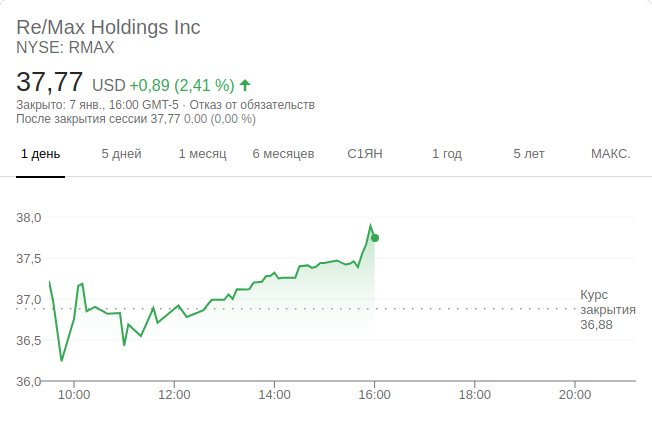 Re/Max Holdings Inc
NYSE: RMAX
37,77 USD +0,89 (2,41 %)
Закрыто: 7 янв., 16:00 GMT-5 · Отказ от обязательств
После закрытия сессии 37,77 0,00 (0,00 %)
1 день 5 дней 1 месяц 6 месяцев С1ЯН 1 год 5 лет МАКС.
38,0
37,5
37,0
Курс
закрытия
36,88
36,5
36,0
10:00 12:00 14:00 16:00 18:00 20:00